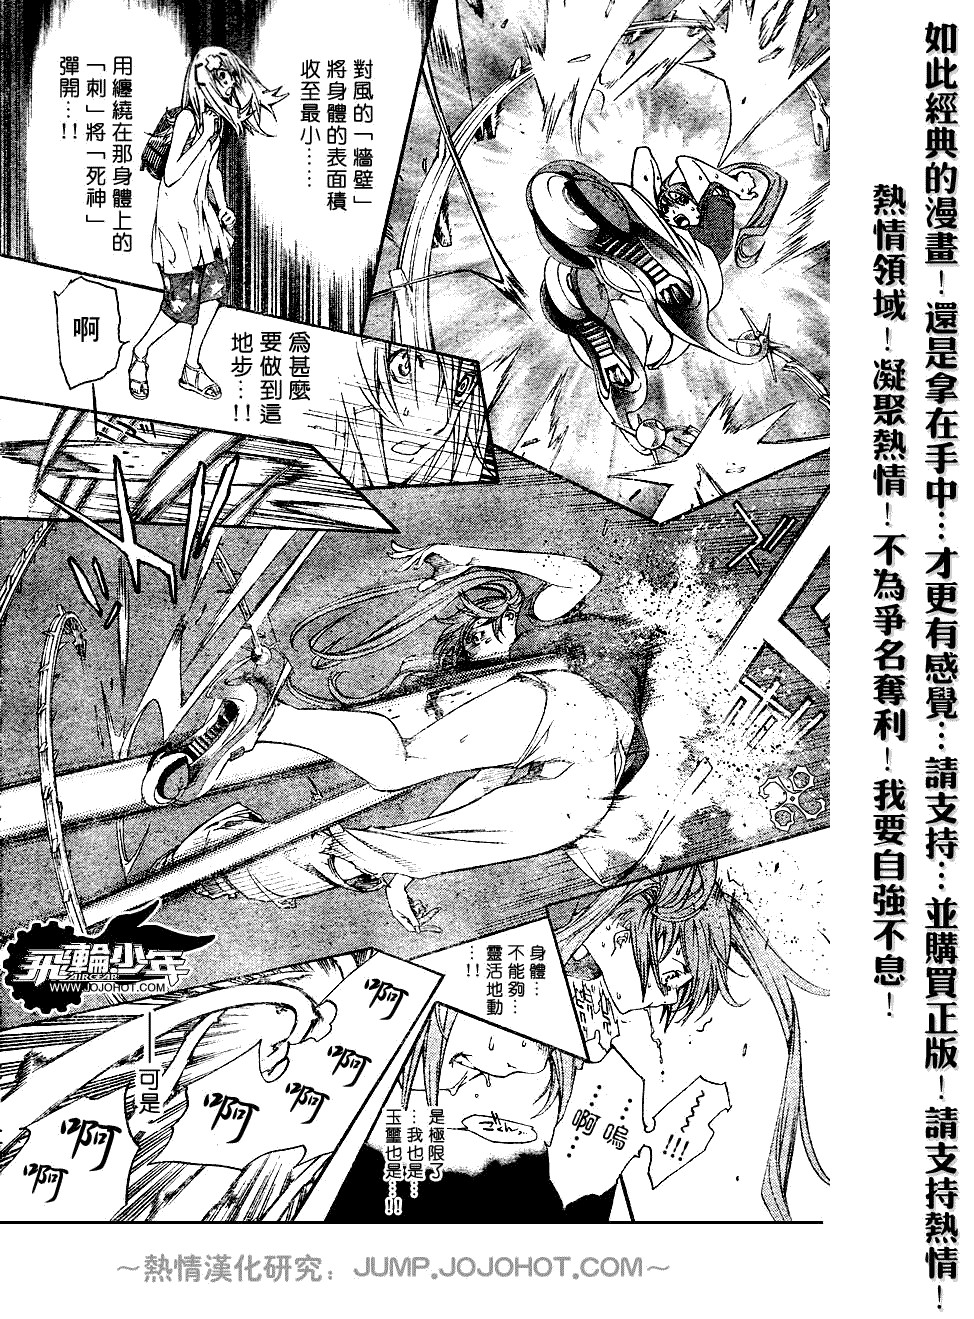 如此經典的漫畫！還是拿在手中…才更有感覺…請支持…並購買正版！請支持熱情！
熱情領域！凝聚熱情！不為爭名奪利！我要自強不息！
對風的「牆壁」
將身體的表面積
收至最小……
用纏繞在那身體上的
「刺」將「死神」
彈開…!!
為甚麼
要做到這
地步…!!
啊
身體…
不能夠…
靈活地動
…!!
!!!
……嗚
……啊
是極限了
…我也是…
玉璽也是…!!
——可是
啊啊
啊啊
啊啊
啊啊
啊啊
啊啊
飛輪少年
AIRGEAR
WWW.JOJOHOT.COM
～熱情漢化研究：JUMP.JOJOHOT.COM～